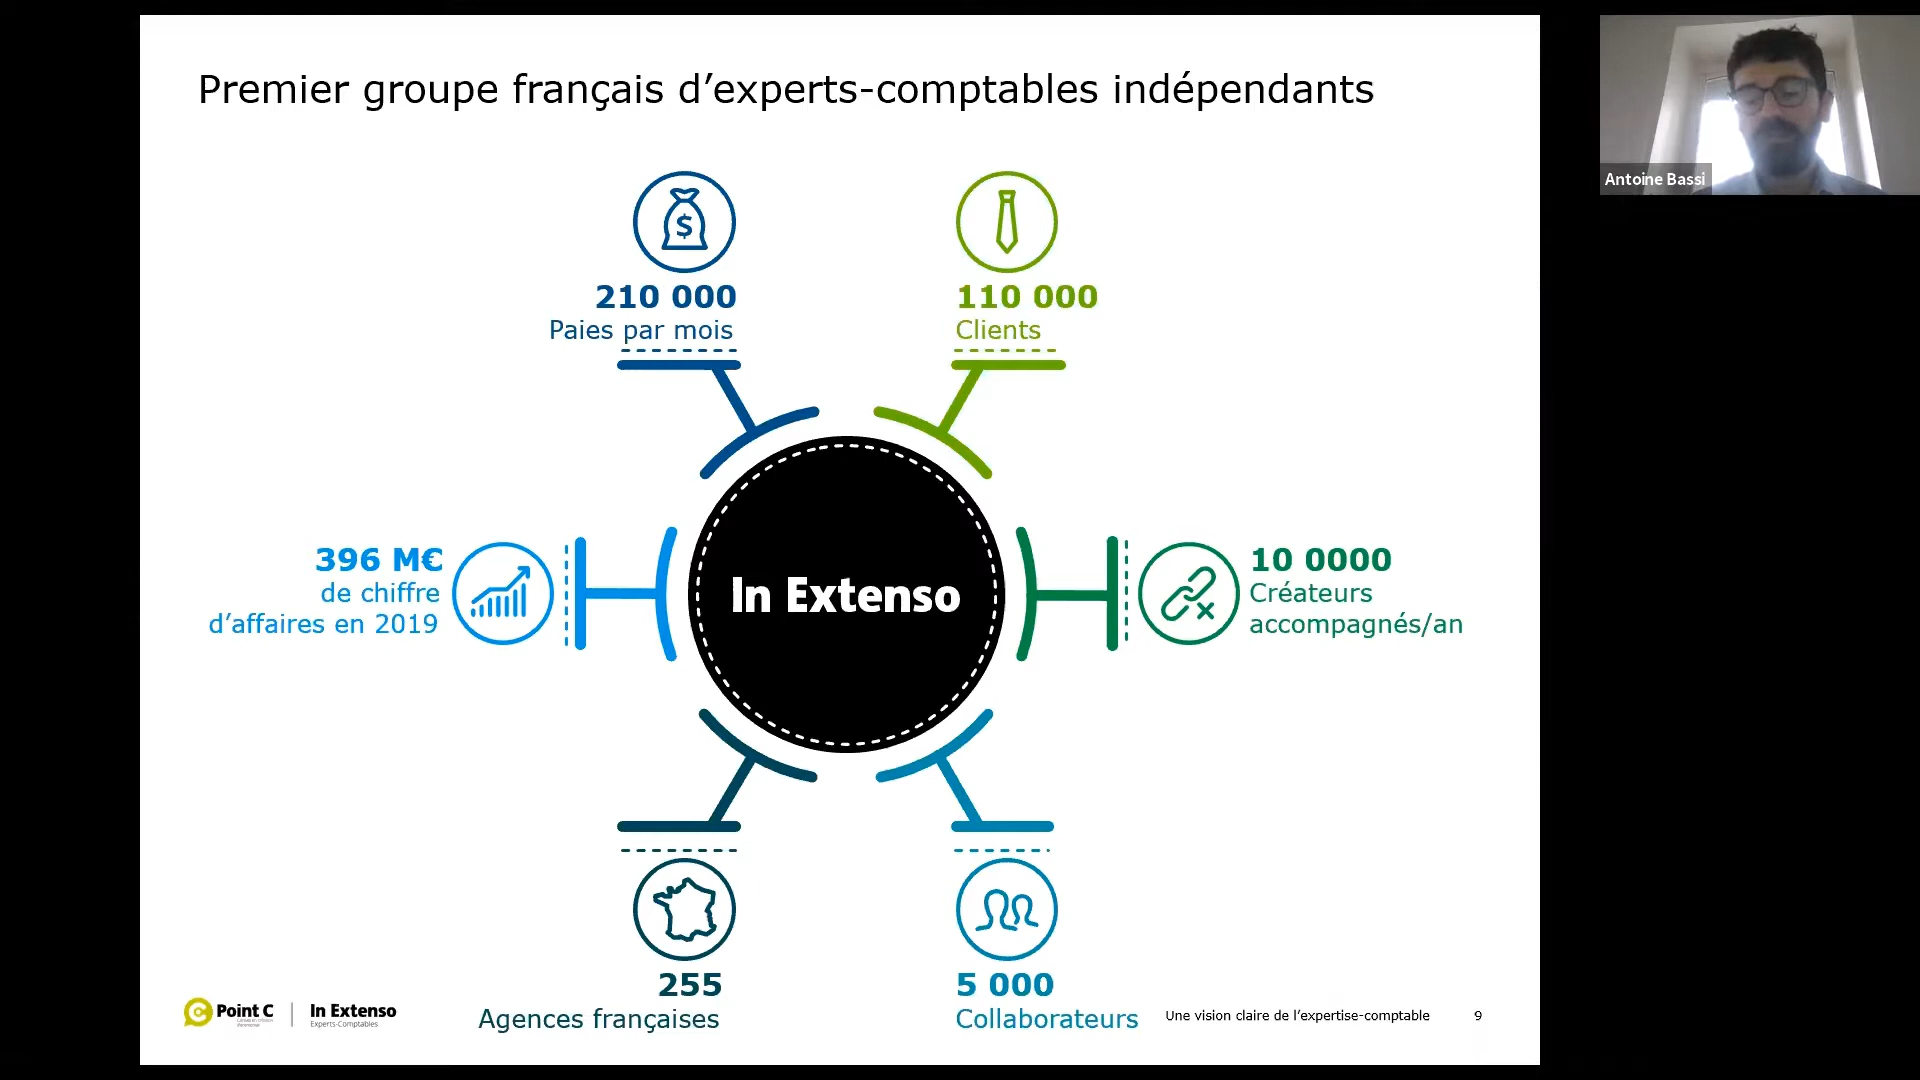 Premier groupe français d’experts-comptables indépendants
Antoine Bassi
$
210 000
Paies par mois
110 000
Clients
396 M€
de chiffre
d’affaires en 2019
In Extenso
10 0000
Créateurs
accompagnés/an
255
Agences françaises
5 000
Collaborateurs
Point C
In Extenso
Experts-Comptables
Une vision claire de l’expertise-comptable
9